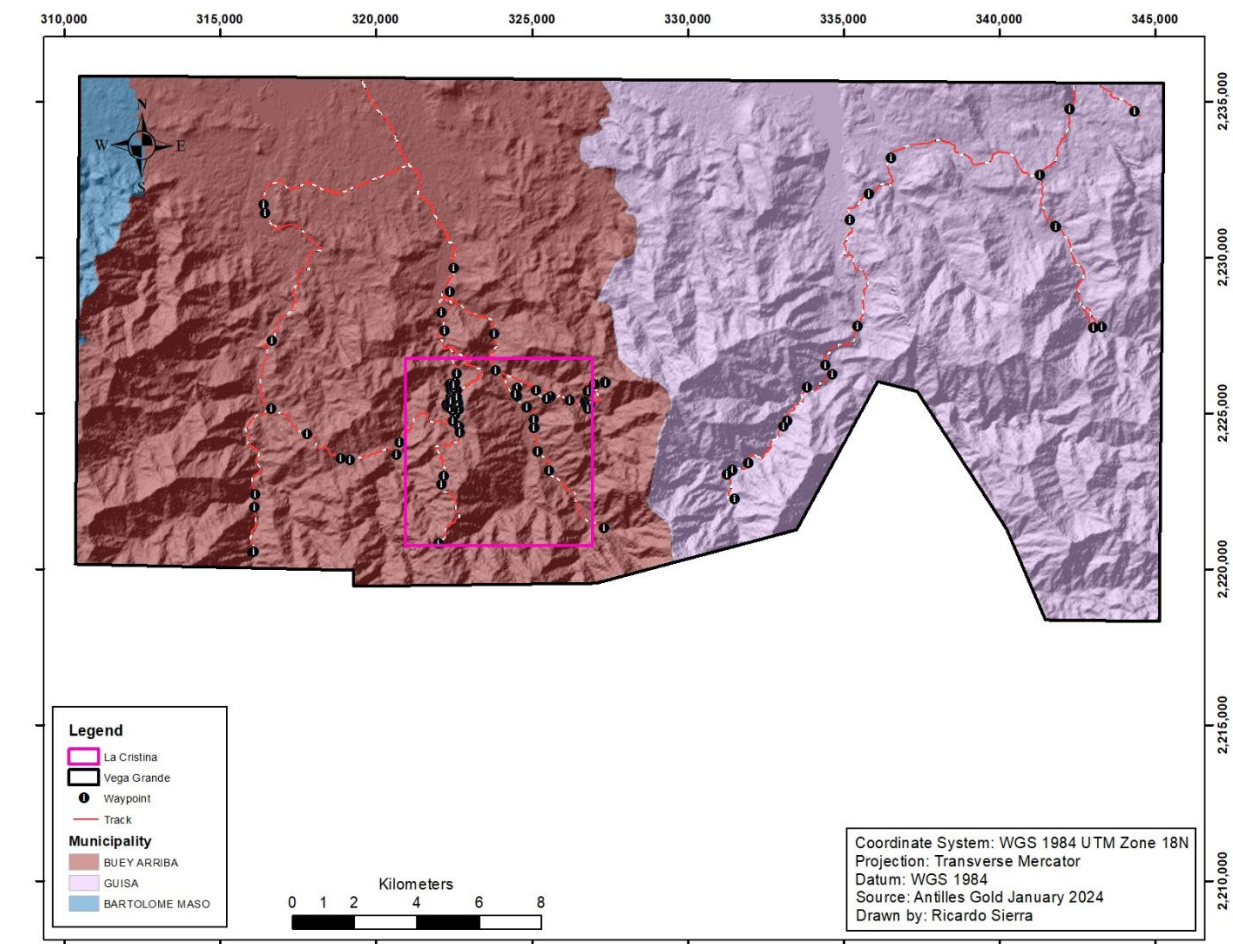 310,000 315,000 320,000 325,000 330,000 335,000 340,000 345,000
N
W E
S
2,235,000
2,230,000
2,225,000
2,220,000
2,215,000
2,210,000
Legend
La Cristina
Vega Grande
Waypoint
Track
Municipality
BUEY ARRIBA
GUISA
BARTOLOME MASO
Kilometers
0 1 2 4 6 8
Coordinate System: WGS 1984 UTM Zone 18N
Projection: Transverse Mercator
Datum: WGS 1984
Source: Antilles Gold January 2024
Drawn by: Ricardo Sierra